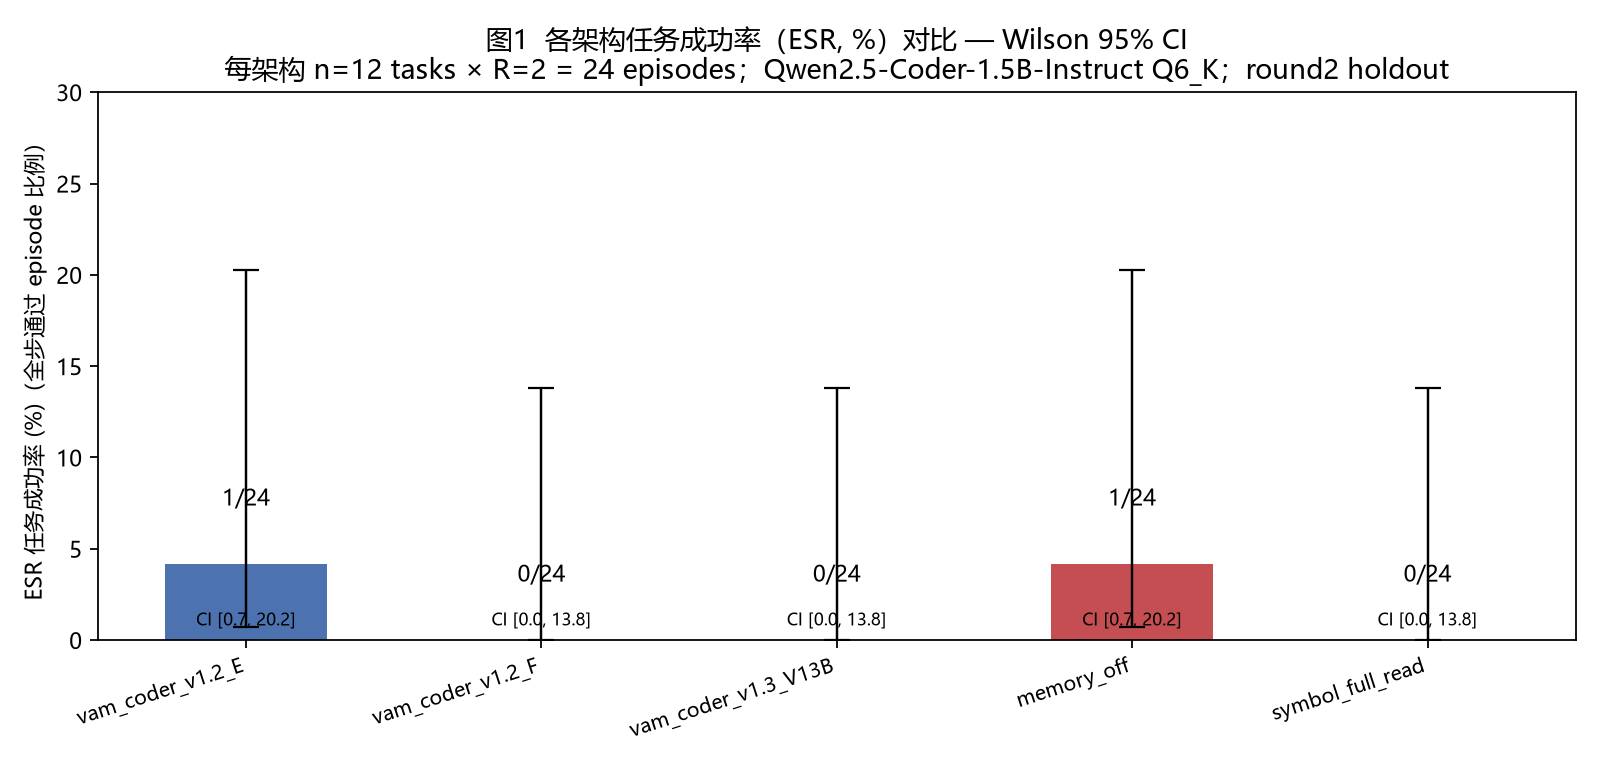 图1  各架构任务成功率（ESR, %）对比 — Wilson 95% CI
每架构 n=12 tasks × R=2 = 24 episodes；Qwen2.5-Coder-1.5B-Instruct Q6_K；round2 holdout
ESR 任务成功率 (%)（全步通过 episode 比例）
30
25
20
15
10
5
0
1/24
0/24
0/24
1/24
0/24
CI [0.7, 20.2]
CI [0.0, 13.8]
CI [0.0, 13.8]
CI [0.7, 20.2]
CI [0.0, 13.8]
vam_coder_v1.2_E
vam_coder_v1.2_F
vam_coder_v1.3_V13B
memory_off
symbol_full_read